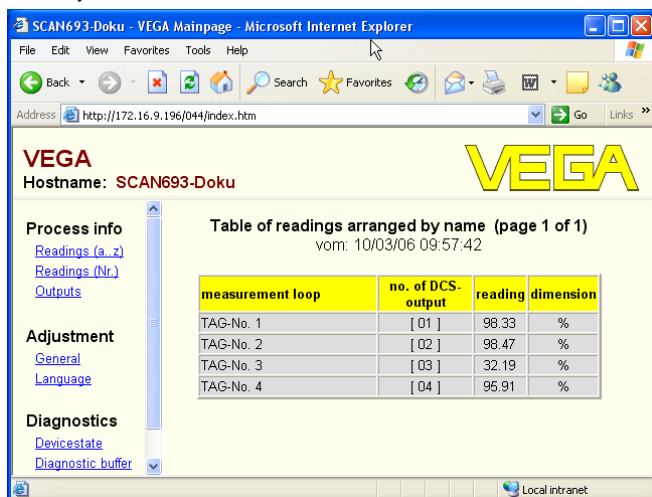 SCAN693-Doku - VEGA Mainpage - Microsoft Internet Explorer
File Edit View Favorites Tools Help
Back Search Favorites
Address http://172.16.9.196/044/index.htm Go Links »
VEGA
Hostname: SCAN693-Doku
VEGA
Process info
Readings (a..z)
Readings (Nr.)
Outputs
Adjustment
General
Language
Diagnostics
Devicestate
Diagnostic buffer
Table of readings arranged by name (page 1 of 1)
vom: 10/03/06 09:57:42
measurement loop no. of DCS-output reading dimension
TAG-No. 1 [ 01 ] 98.33 %
TAG-No. 2 [ 02 ] 98.47 %
TAG-No. 3 [ 03 ] 32.19 %
TAG-No. 4 [ 04 ] 95.91 %
Local intranet